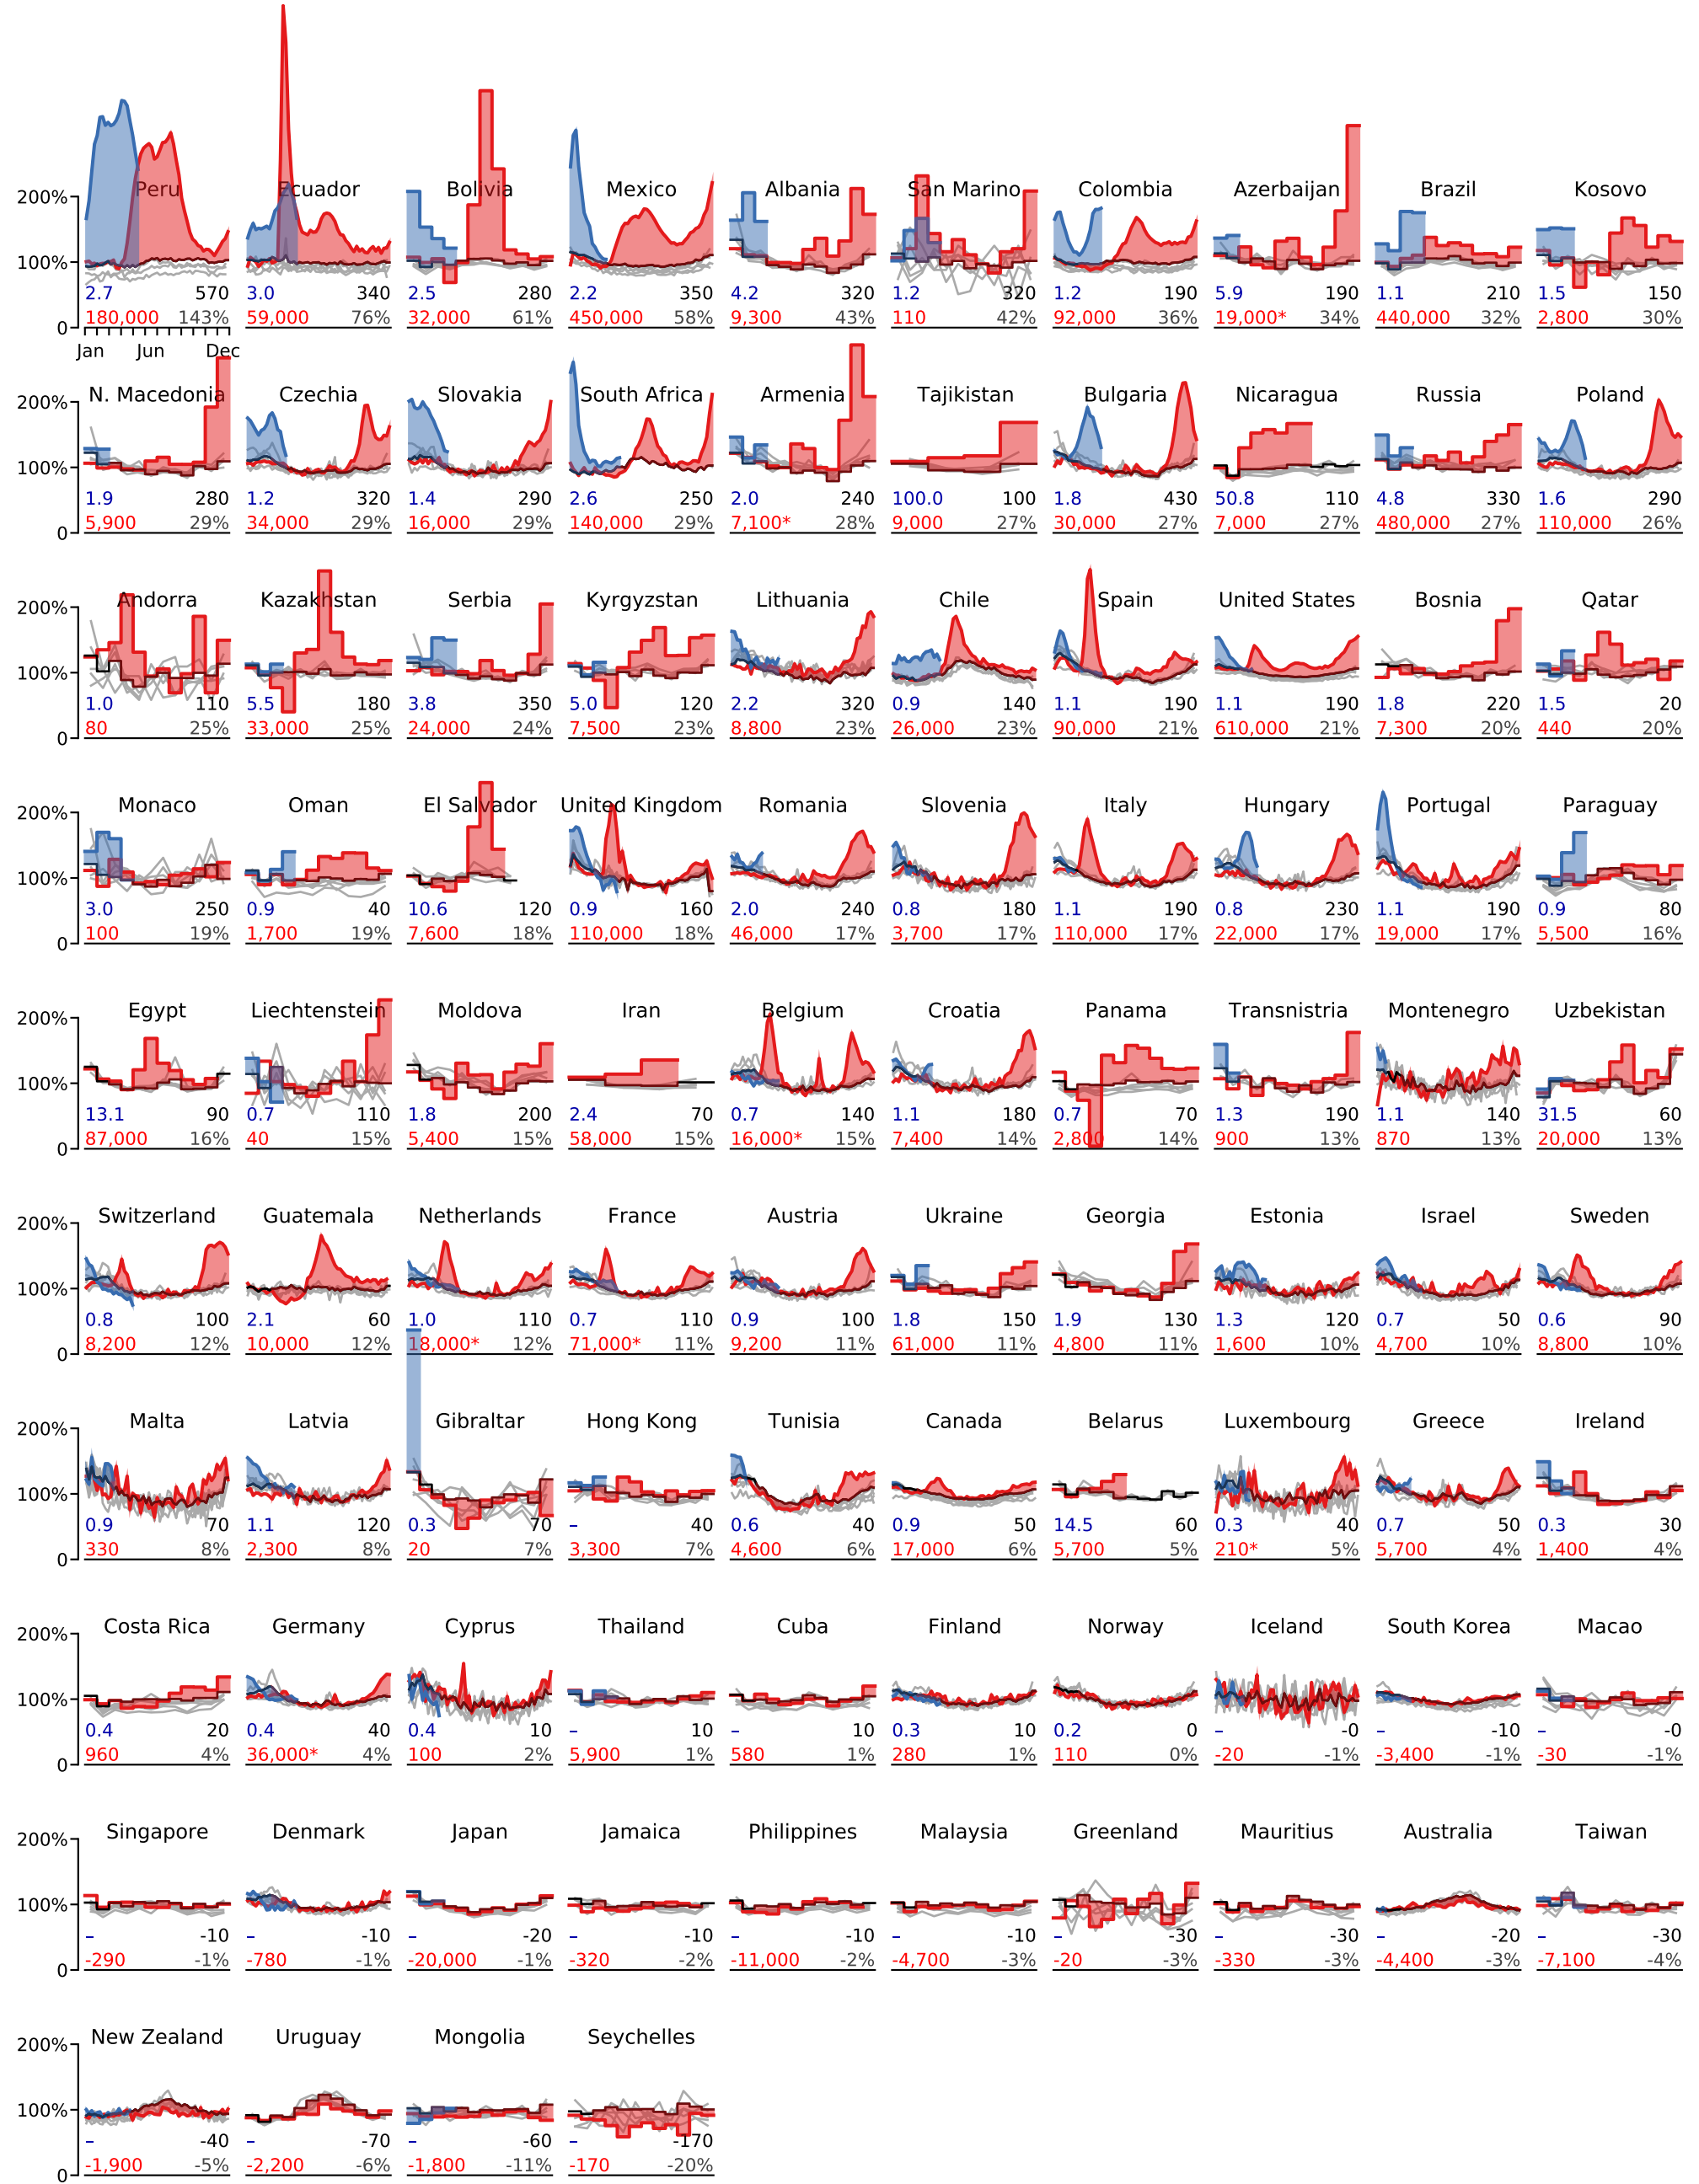 Peru Ecuador Bolivia Mexico Albania San Marino Colombia Azerbaijan Brazil Kosovo
200%
100%
2.7 570 3.0 340 2.5 280 2.2 350 4.2 320 1.2 320 1.2 190 5.9 190 1.1 210 1.5 150
180,000 143% 59,000 76% 32,000 61% 450,000 58% 9,300 43% 110 42% 92,000 36% 19,000* 34% 440,000 32% 2,800 30%
0
Jan Jun Dec
N. Macedonia Czechia Slovakia South Africa Armenia Tajikistan Bulgaria Nicaragua Russia Poland
200%
100%
1.9 280 1.2 320 1.4 290 2.6 250 2.0 240 100.0 100 1.8 430 50.8 110 4.8 330 1.6 290
5,900 29% 34,000 29% 16,000 29% 140,000 29% 7,100* 28% 9,000 27% 30,000 27% 7,000 27% 480,000 27% 110,000 26%
0
Andorra Kazakhstan Serbia Kyrgyzstan Lithuania Chile Spain United States Bosnia Qatar
200%
100%
1.0 110 5.5 180 3.8 350 5.0 120 2.2 320 0.9 140 1.1 190 1.1 190 1.8 220 1.5 20
80 25% 33,000 25% 24,000 24% 7,500 23% 8,800 23% 26,000 23% 90,000 21% 610,000 21% 7,300 20% 440 20%
0
Monaco Oman El Salvador United Kingdom Romania Slovenia Italy Hungary Portugal Paraguay
200%
100%
3.0 250 0.9 40 10.6 120 0.9 160 2.0 240 0.8 180 1.1 190 0.8 230 1.1 190 0.9 80
100 19% 1,700 19% 7,600 18% 110,000 18% 46,000 17% 3,700 17% 110,000 17% 22,000 17% 19,000 17% 5,500 16%
0
Egypt Liechtenstein Moldova Iran Belgium Croatia Panama Transnistria Montenegro Uzbekistan
200%
100%
13.1 90 0.7 110 1.8 200 2.4 70 0.7 140 1.1 180 0.7 70 1.3 190 1.1 140 31.5 60
87,000 16% 40 15% 5,400 15% 58,000 15% 16,000* 15% 7,400 14% 2,800 14% 900 13% 870 13% 20,000 13%
0
Switzerland Guatemala Netherlands France Austria Ukraine Georgia Estonia Israel Sweden
200%
100%
0.8 100 2.1 60 1.0 110 0.7 110 0.9 100 1.8 150 1.9 130 1.3 120 0.7 50 0.6 90
8,200 12% 10,000 12% 18,000* 12% 71,000* 11% 9,200 11% 61,000 11% 4,800 11% 1,600 10% 4,700 10% 8,800 10%
0
Malta Latvia Gibraltar Hong Kong Tunisia Canada Belarus Luxembourg Greece Ireland
200%
100%
0.9 70 1.1 120 0.3 70 – 40 0.6 40 0.9 50 14.5 60 0.3 40 0.7 50 0.3 30
330 8% 2,300 8% 20 7% 3,300 7% 4,600 6% 17,000 6% 5,700 5% 210* 5% 5,700 4% 1,400 4%
0
Costa Rica Germany Cyprus Thailand Cuba Finland Norway Iceland South Korea Macao
200%
100%
0.4 20 0.4 40 0.4 10 – 10 – 10 0.3 10 0.2 0 – -0 – -10 – -0
960 4% 36,000* 4% 100 2% 5,900 1% 580 1% 280 1% 110 0% -20 -1% -3,400 -1% -30 -1%
0
Singapore Denmark Japan Jamaica Philippines Malaysia Greenland Mauritius Australia Taiwan
200%
100%
– -10 – -10 – -20 – -10 – -10 – -10 – -30 – -30 – -20 – -30
-290 -1% -780 -1% -20,000 -1% -320 -2% -11,000 -2% -4,700 -3% -20 -3% -330 -3% -4,400 -3% -7,100 -4%
0
New Zealand Uruguay Mongolia Seychelles
200%
100%
– -40 – -70 – -60 – -170
-1,900 -5% -2,200 -6% -1,800 -11% -170 -20%
0